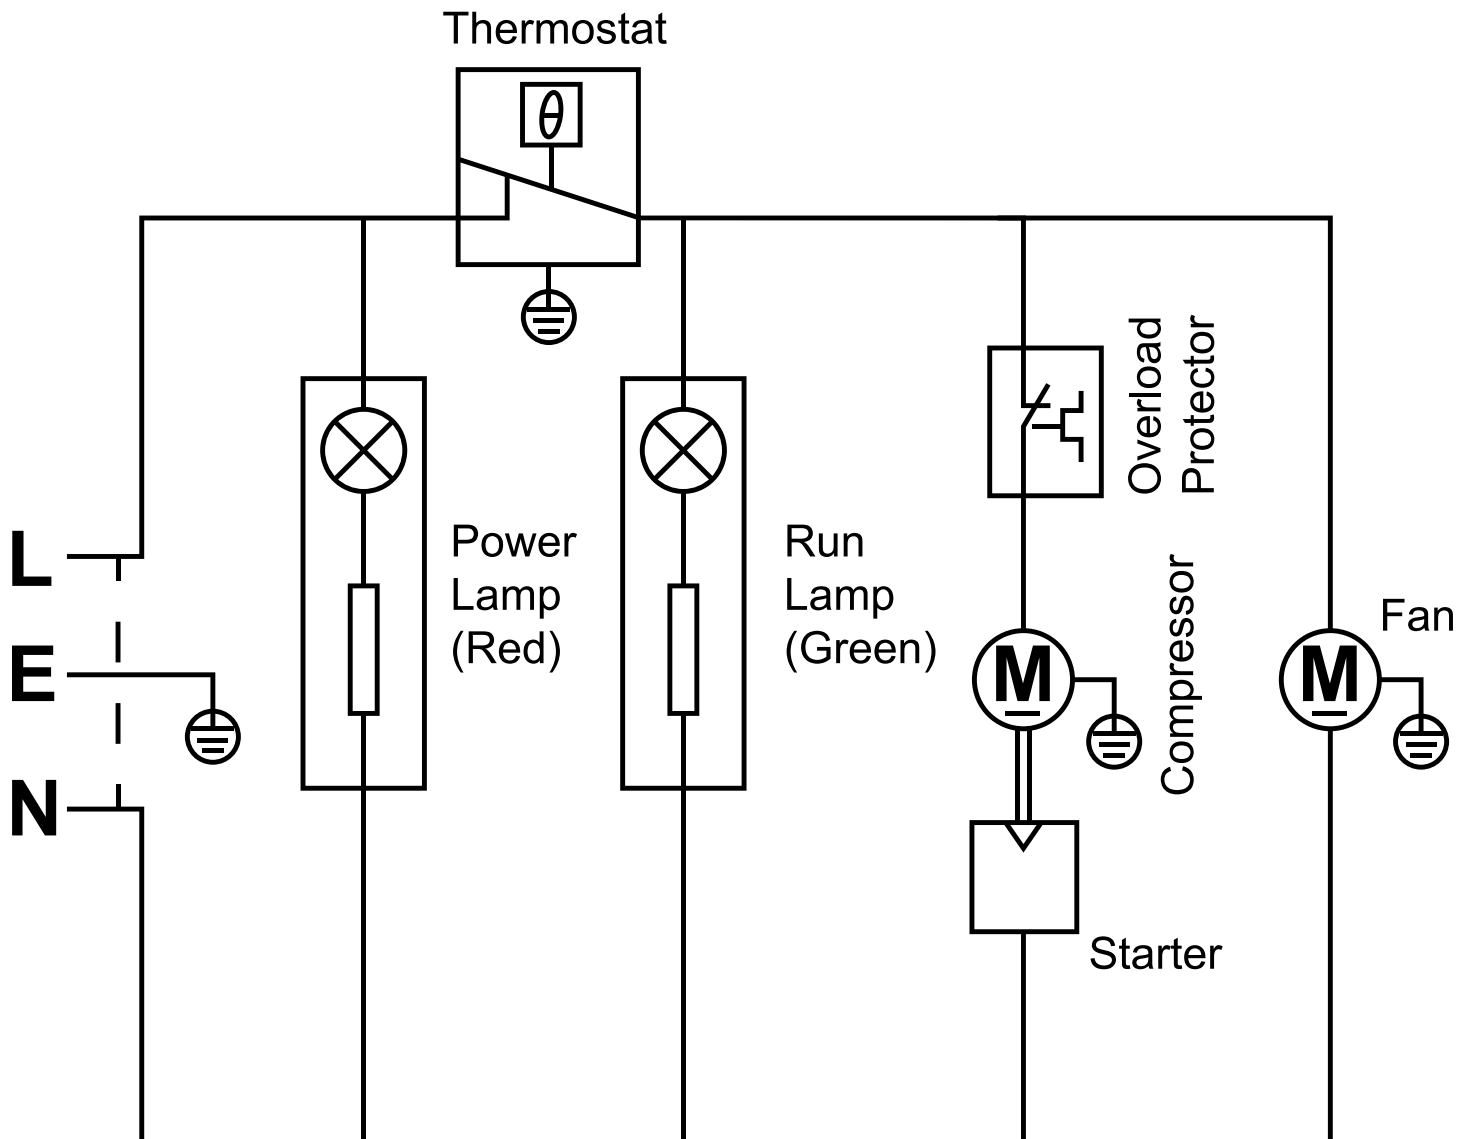 Thermostat
θ
Overload
Protector
L
Power
Lamp
(Red)
Run
Lamp
(Green)
Compressor
Fan
E
M
M
N
Starter